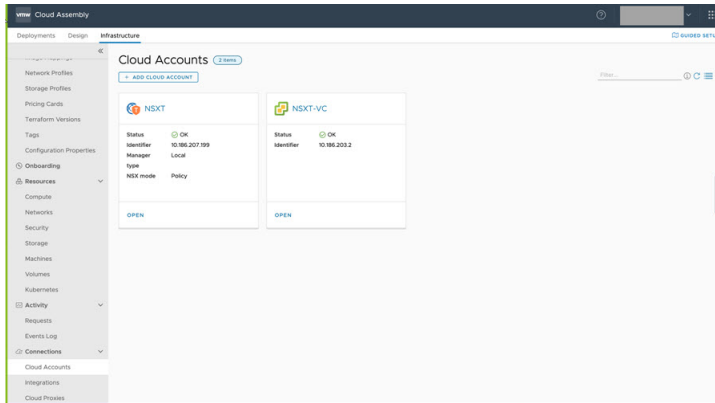 vmw Cloud Assembly
Deployments Design Infrastructure
GUIDED SETU
«
Network Profiles
Storage Profiles
Pricing Cards
Terraform Versions
Tags
Configuration Properties
Onboarding
Resources
Compute
Networks
Security
Storage
Machines
Volumes
Kubernetes
Activity
Requests
Events Log
Connections
Cloud Accounts
Integrations
Cloud Proxies
Cloud Accounts 2 items
+ ADD CLOUD ACCOUNT
Filter...
NSXT
Status OK
Identifier 10.186.207.199
Manager Local
type
NSX mode Policy
OPEN
NSXT-VC
Status OK
Identifier 10.186.203.2
OPEN